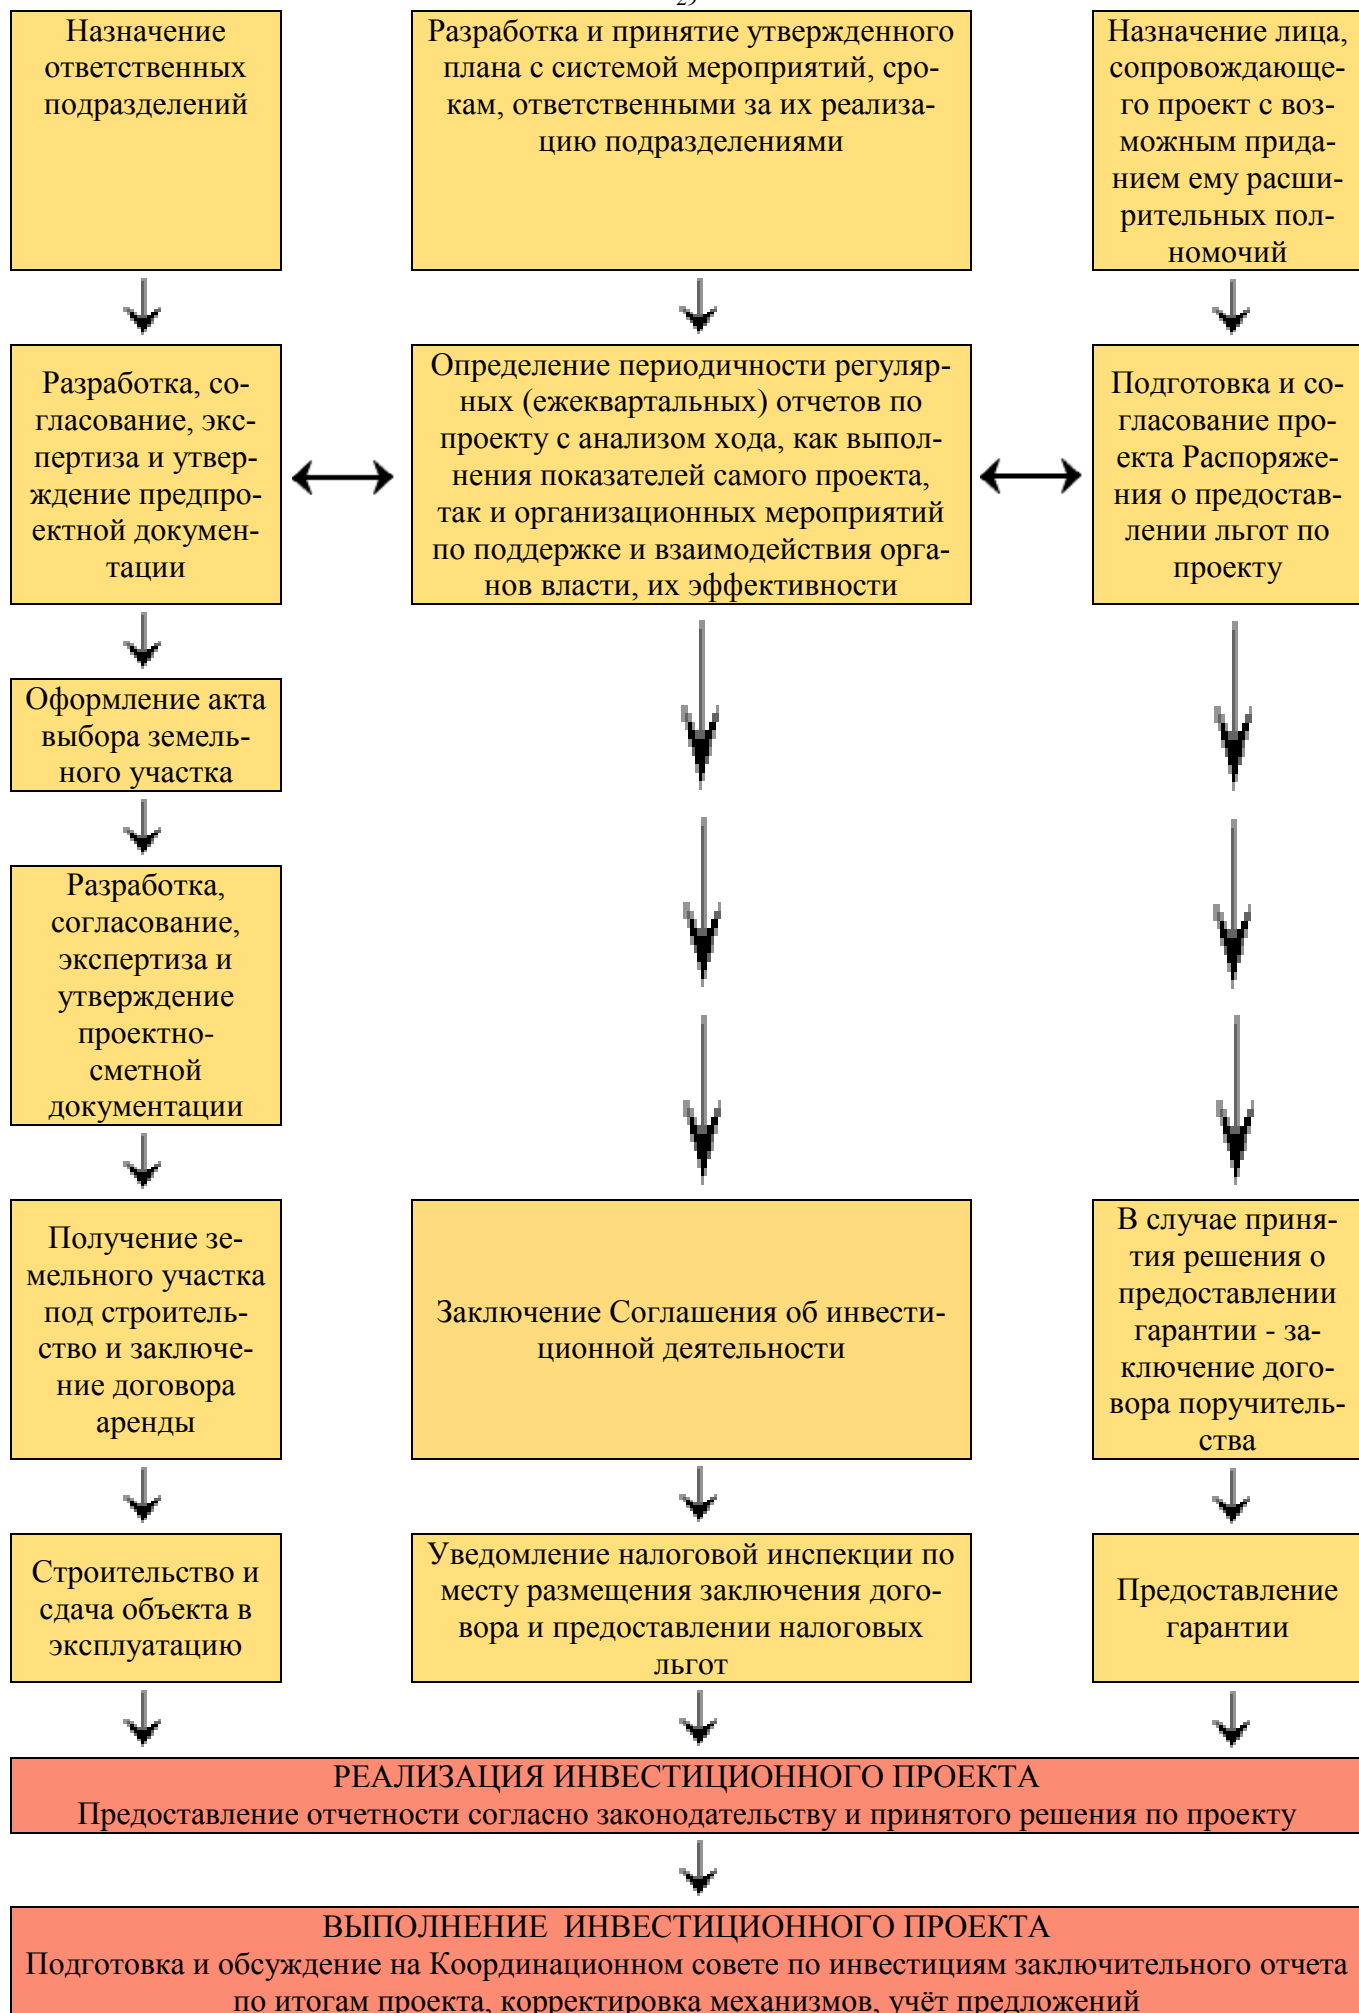 29
Назначение
ответственных
подразделений
Разработка и принятие утвержденного
плана с системой мероприятий, сро-
кам, ответственными за их реализа-
цию подразделениями
Назначение лица,
сопровождающе-
го проект с воз-
можным прида-
нием ему расши-
рительных пол-
номочий
Разработка, со-
гласование, экс-
пертиза и утвер-
ждение предпро-
ектной докумен-
тации
Определение периодичности регуляр-
ных (ежеквартальных) отчетов по
проекту с анализом хода, как выпол-
нения показателей самого проекта,
так и организационных мероприятий
по поддержке и взаимодействия орга-
нов власти, их эффективности
Подготовка и со-
гласование про-
екта Распоряже-
ния о предостав-
лении льгот по
проекту
Оформление акта
выбора земель-
ного участка
Разработка,
согласование,
экспертиза и
утверждение
проектно-
сметной
документации
Получение зе-
мельного участка
под строитель-
ство и заключе-
ние договора
аренды
Заключение Соглашения об инвести-
ционной деятельности
В случае приня-
тия решения о
предоставлении
гарантии - за-
ключение дого-
вора поручитель-
ства
Строительство и
сдача объекта в
эксплуатацию
Уведомление налоговой инспекции по
месту размещения заключения дого-
вора и предоставлении налоговых
льгот
Предоставление
гарантии
РЕАЛИЗАЦИЯ ИНВЕСТИЦИОННОГО ПРОЕКТА
Предоставление отчетности согласно законодательству и принятого решения по проекту
ВЫПОЛНЕНИЕ ИНВЕСТИЦИОННОГО ПРОЕКТА
Подготовка и обсуждение на Координационном совете по инвестициям заключительного отчета
по итогам проекта, корректировка механизмов, учёт предложений